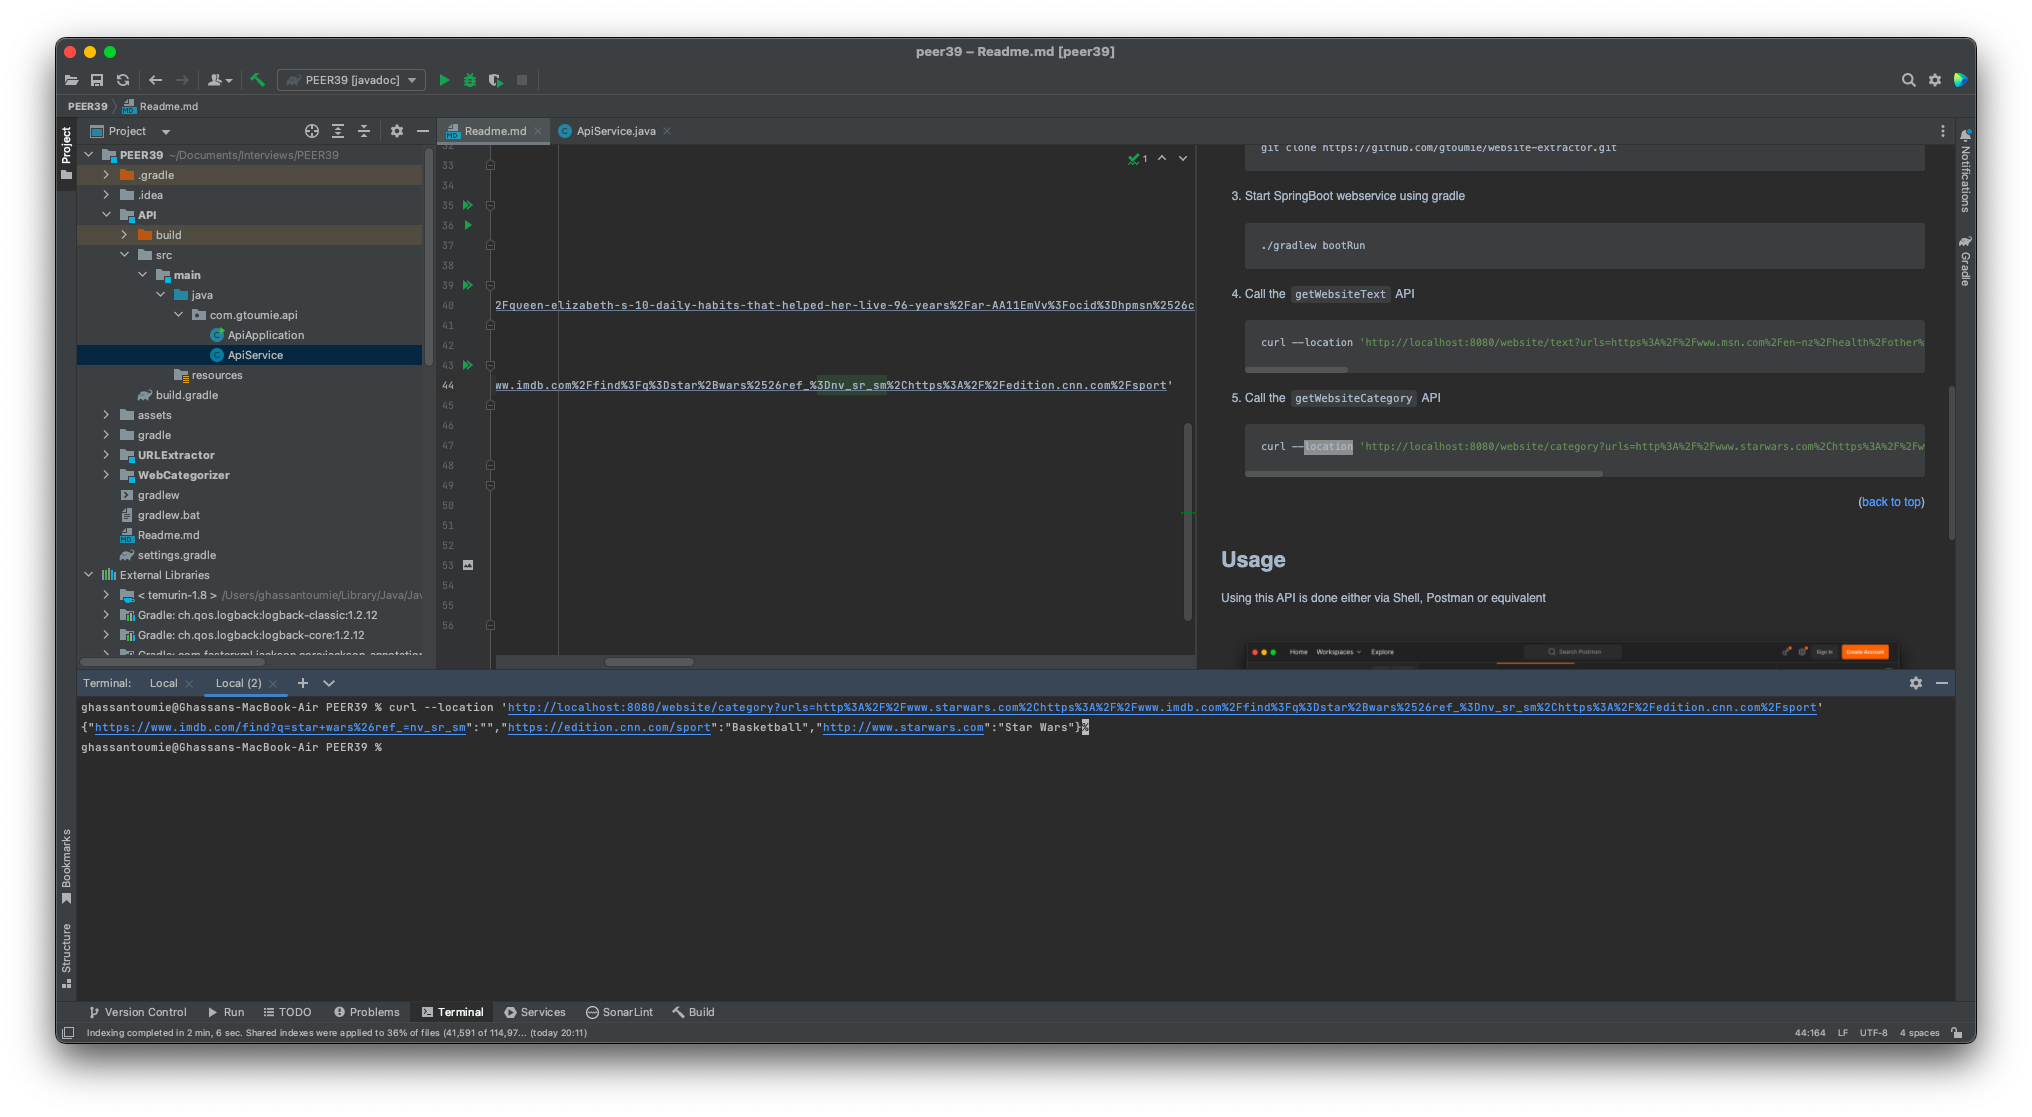 peer39 – Readme.md [peer39]
PEER39 [javadoc]
PEER39
Readme.md
Project
Readme.md
ApiService.java
Project
PEER39 ~/Documents/Interviews/PEER39
.gradle
.idea
API
build
src
main
java
com.gtoumie.api
ApiApplication
ApiService
resources
build.gradle
assets
gradle
URLExtractor
WebCategorizer
gradlew
gradlew.bat
Readme.md
settings.gradle
External Libraries
< temurin-1.8 > /Users/ghassantoumie/Library/Java/Jav
Gradle: ch.qos.logback:logback-classic:1.2.12
Gradle: ch.qos.logback:logback-core:1.2.12
Gradle: com.fasterxml.jackson.core:jackson-annotation
32
33
34
35
36
37
38
39
40 2Fqueen-elizabeth-s-10-daily-habits-that-helped-her-live-96-years%2Far-AA11EmVv%3Focid%3Dhpmsn%2526c
41
42
43
44 ww.imdb.com%2Ffind%3Fq%3Dstar%2Bwars%2526ref_%3Dnv_sr_sm%2Chttps%3A%2F%2Fedition.cnn.com%2Fsport'
45
46
47
48
49
50
51
52
53
54
55
56
1
git clone https://github.com/gtoumie/website-extractor.git
3. Start SpringBoot webservice using gradle
./gradlew bootRun
4. Call the getWebsiteText API
curl --location 'http://localhost:8080/website/text?urls=https%3A%2F%2Fwww.msn.com%2Fen-nz%2Fhealth%2Fother%
5. Call the getWebsiteCategory API
curl --location 'http://localhost:8080/website/category?urls=http%3A%2F%2Fwww.starwars.com%2Chttps%3A%2F%2Fw
(back to top)
Usage
Using this API is done either via Shell, Postman or equivalent
Home Workspaces Explore Search Postman Sign In Create Account
Notifications
Gradle
Terminal: Local Local (2)
ghassantoumie@Ghassans-MacBook-Air PEER39 % curl --location 'http://localhost:8080/website/category?urls=http%3A%2F%2Fwww.starwars.com%2Chttps%3A%2F%2Fwww.imdb.com%2Ffind%3Fq%3Dstar%2Bwars%2526ref_%3Dnv_sr_sm%2Chttps%3A%2F%2Fedition.cnn.com%2Fsport'
{"https://www.imdb.com/find?q=star+wars%26ref_=nv_sr_sm":"","https://edition.cnn.com/sport":"Basketball","http://www.starwars.com":"Star Wars"}%
ghassantoumie@Ghassans-MacBook-Air PEER39 %
Bookmarks
Structure
Version Control Run TODO Problems Terminal Services SonarLint Build
Indexing completed in 2 min, 6 sec. Shared indexes were applied to 36% of files (41,591 of 114,97... (today 20:11)
44:164 LF UTF-8 4 spaces